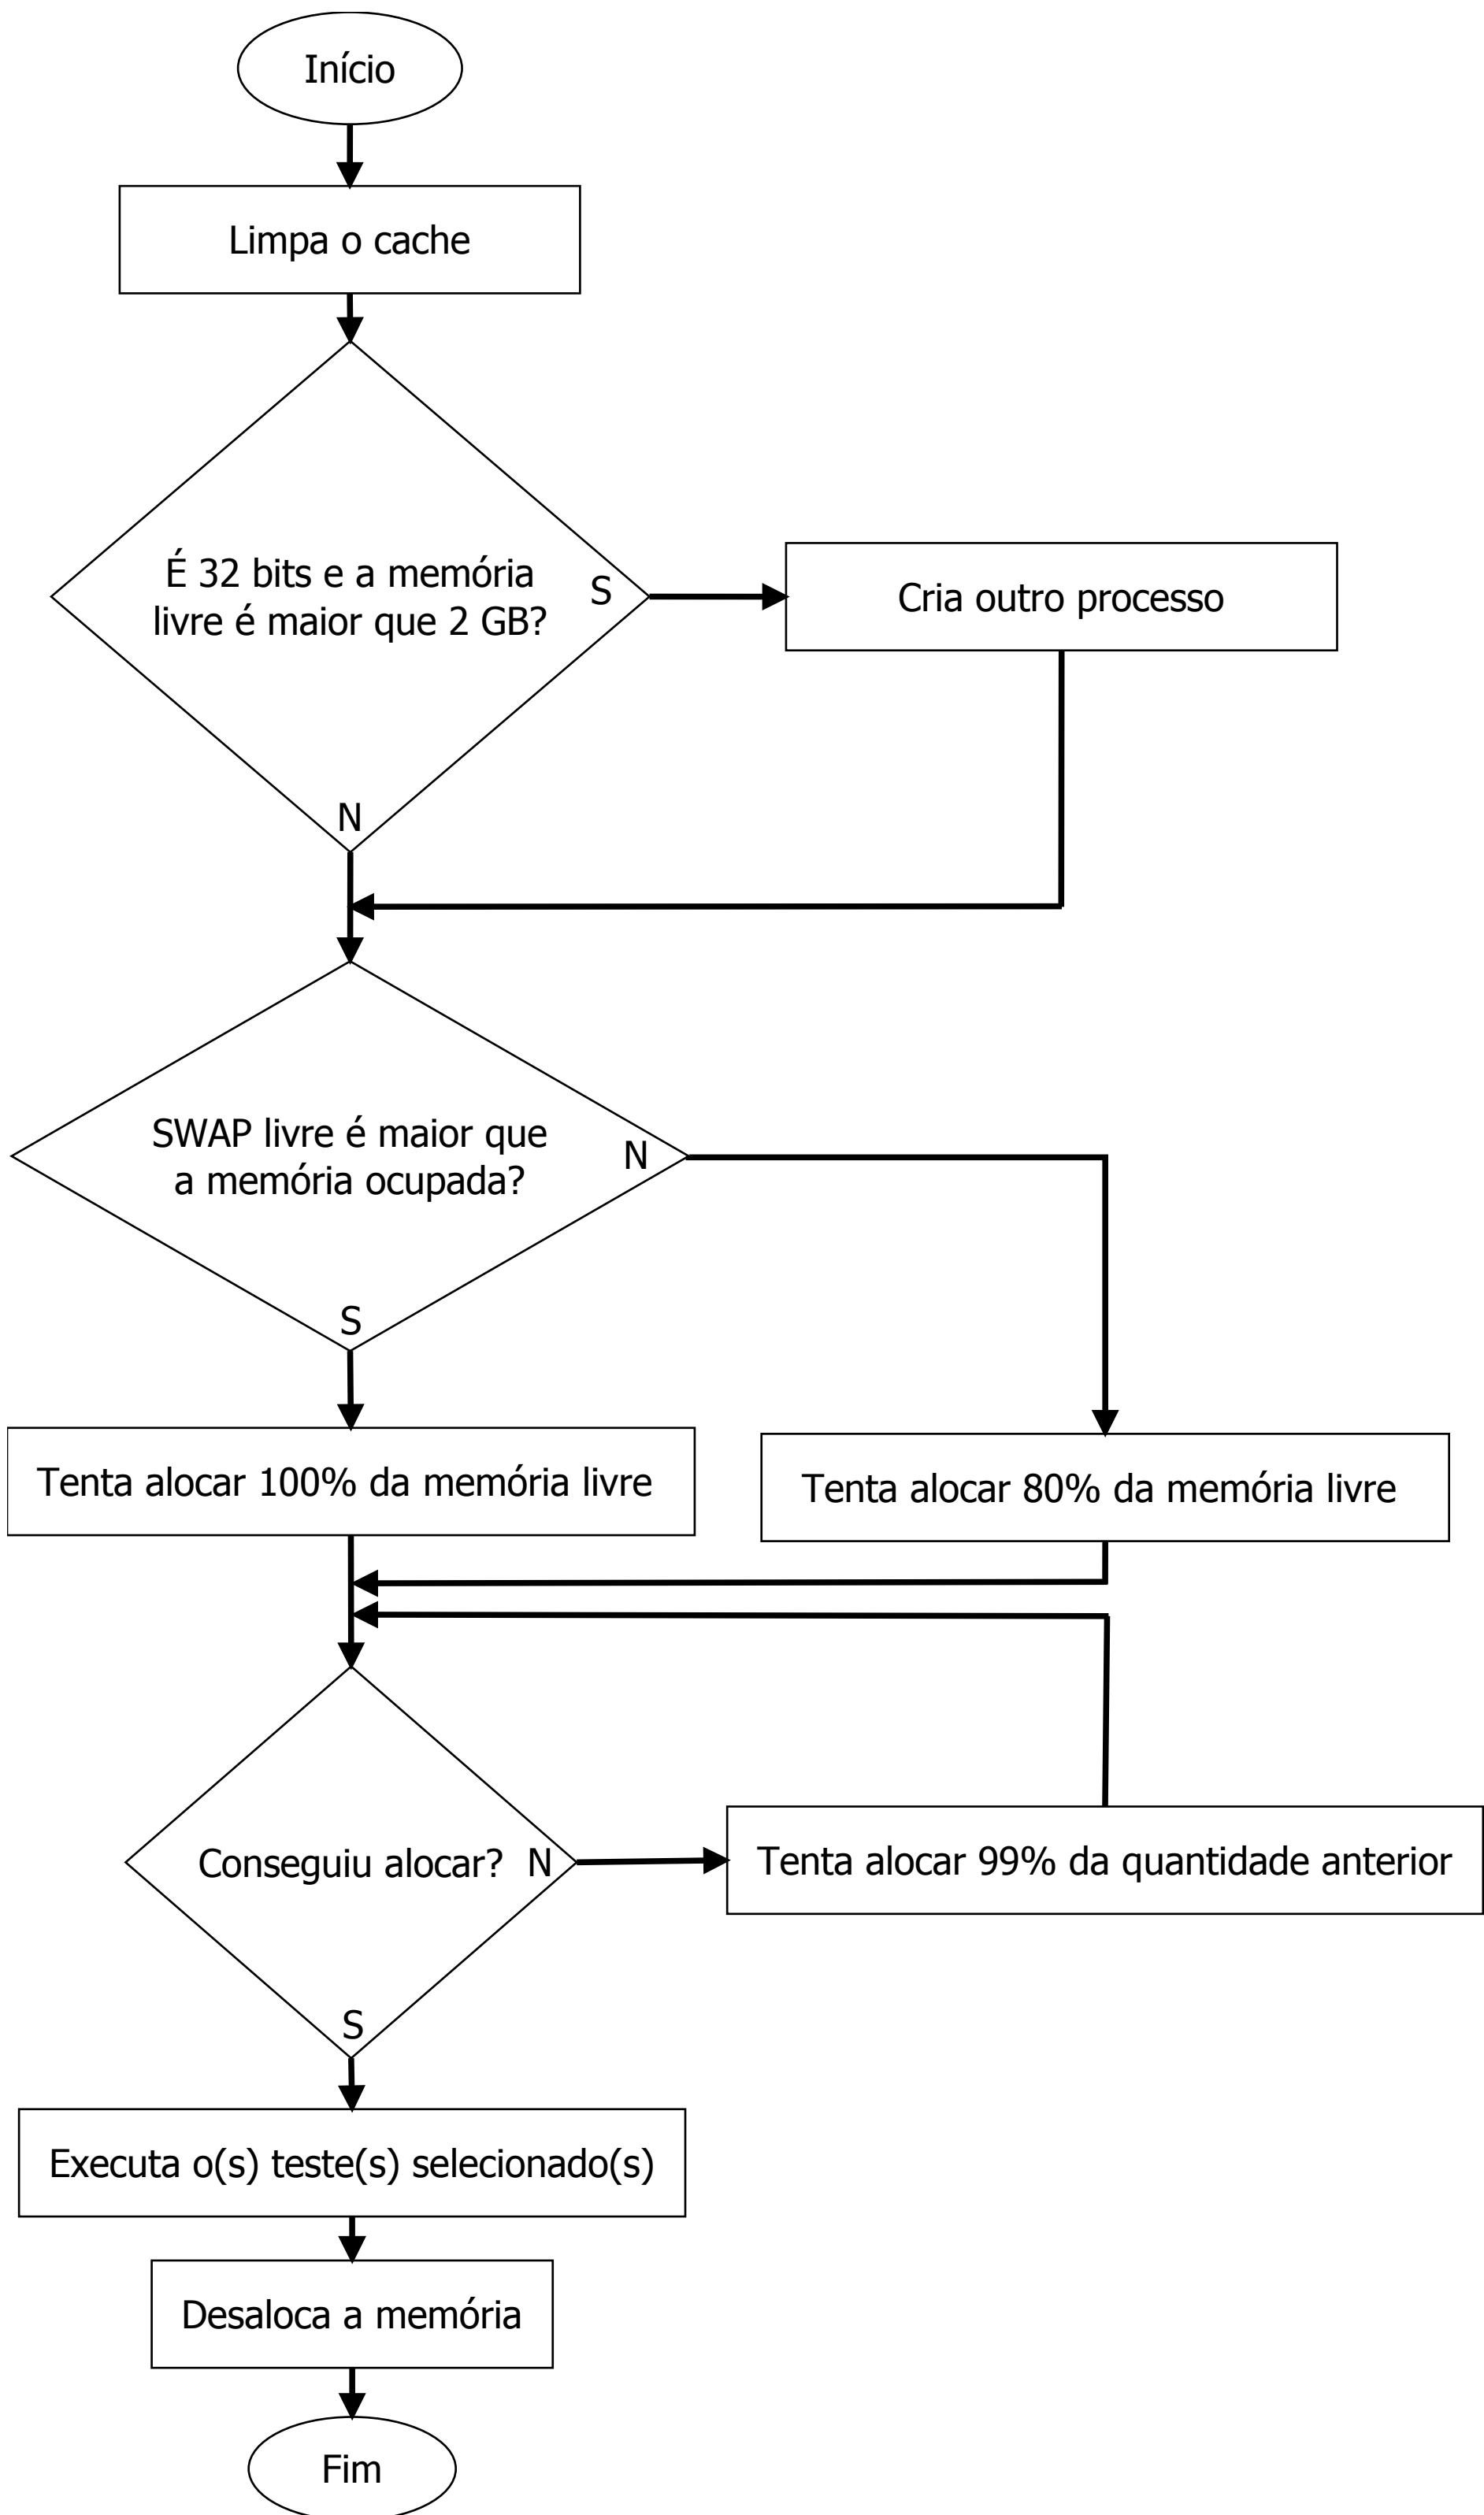 Início
Limpa o cache
É 32 bits e a memória
livre é maior que 2 GB?
S
Cria outro processo
N
SWAP livre é maior que
a memória ocupada?
N
S
Tenta alocar 100% da memória livre
Tenta alocar 80% da memória livre
Conseguiu alocar?
N
Tenta alocar 99% da quantidade anterior
S
Executa o(s) teste(s) selecionado(s)
Desaloca a memória
Fim